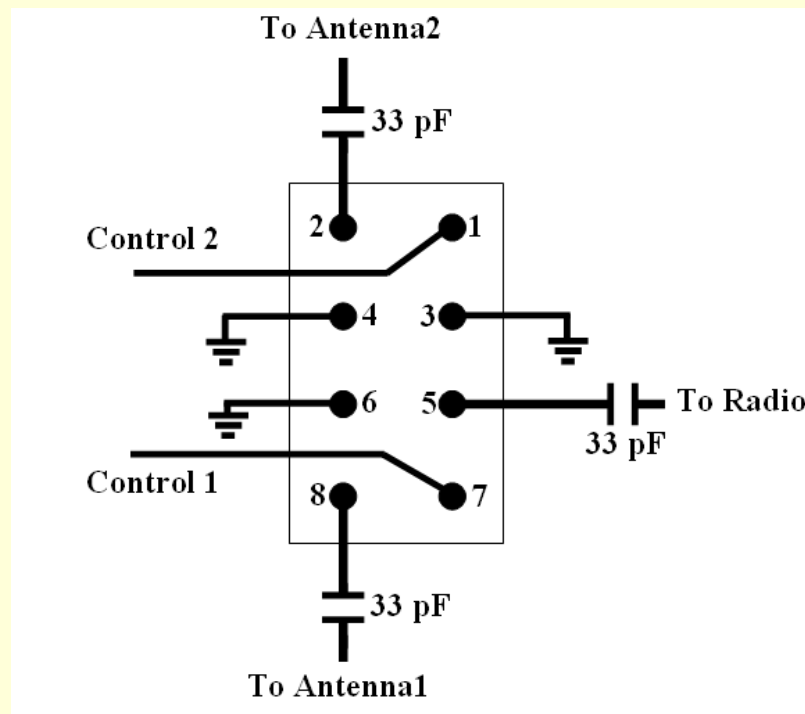 To Antenna2
33 pF
2
1
Control 2
4
3
6
5
To Radio
33 pF
Control 1
8
7
33 pF
To Antenna1